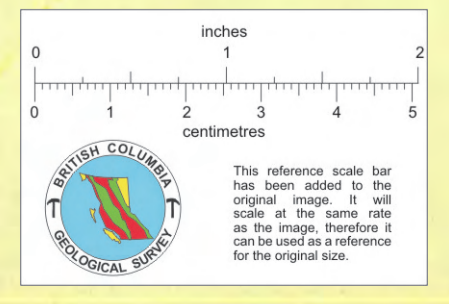 inches
0 1 2
0 1 2 3 4 5
centimetres
BRITISH COLUMBIA
GEOLOGICAL SURVEY
This reference scale bar
has been added to the
original image. It will
scale at the same rate
as the image, therefore it
can be used as a reference
for the original size.